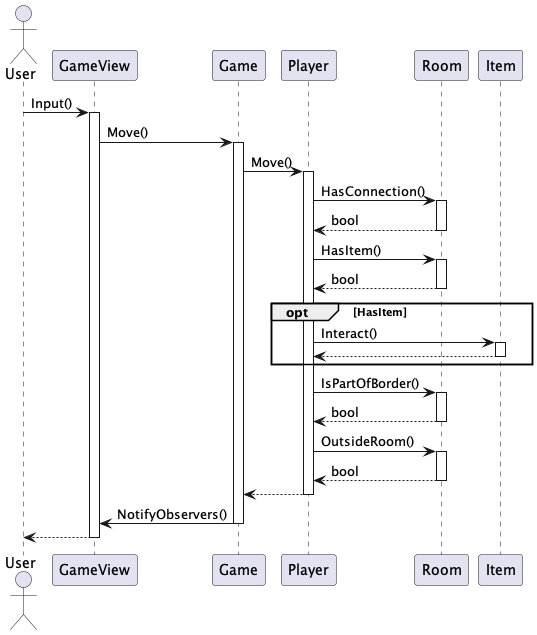 User
GameView
Game
Player
Room
Item
Input()
Move()
Move()
HasConnection()
bool
HasItem()
bool
opt [HasItem]
Interact()
IsPartOfBorder()
bool
OutsideRoom()
bool
NotifyObservers()
User
GameView
Game
Player
Room
Item